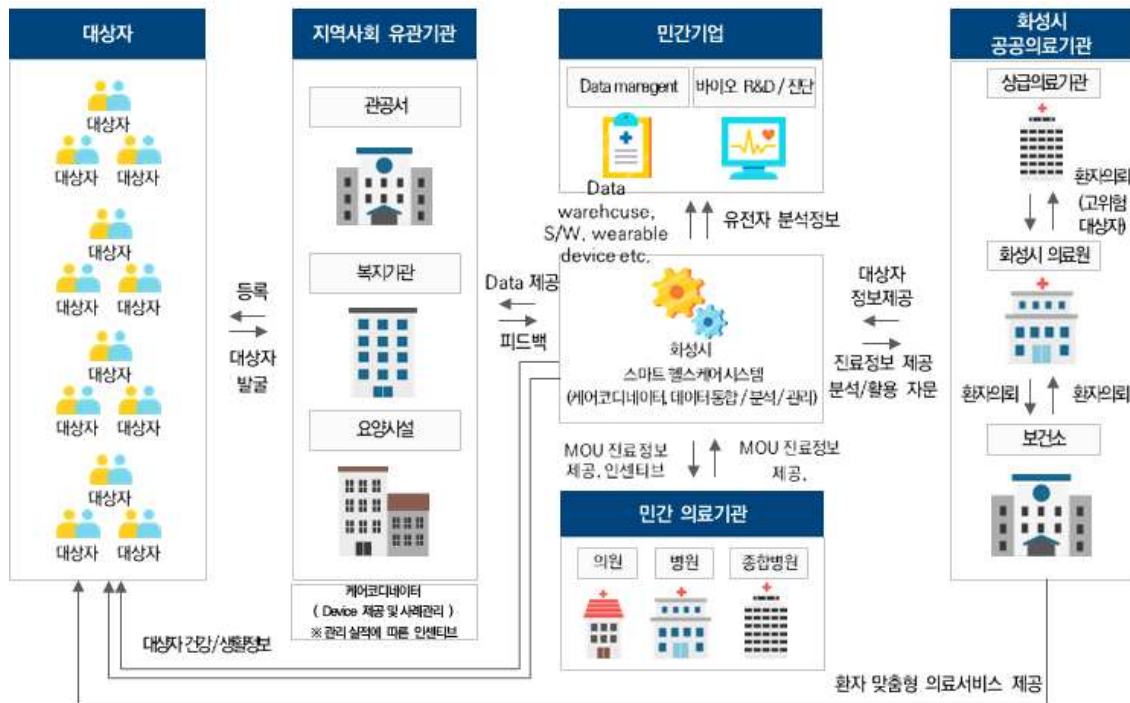 대상자
대상자
대상자 대상자
대상자
대상자 대상자
대상자
대상자 대상자
대상자
대상자 대상자
등록
대상자
발굴
지역사회 유관기관
관공서
복지기관
요양시설
케어코디네이터
( Device 제공 및 사례관리 )
※ 관리 실적에 따른 인센티브
Data 제공
피드백
민간기업
Data managent
바이오 R&D / 진단
Data
warehcuse,
S/W, wearable
device etc.
유전자 분석정보
화성시
스마트 헬스케어시스템
(케어코디네이터, 데이터통합 / 분석 / 관리)
MOU 진료정보
제공, 인센티브
MOU 진료정보
제공,
민간 의료기관
의원
병원
종합병원
대상자
정보제공
진료정보 제공
분석/활용 자문
화성시
공공의료기관
상급의료기관
환자의뢰
(고위험
대상자)
화성시 의료원
환자의뢰
환자의뢰
보건소
대상자 건강/생활정보
환자 맞춤형 의료서비스 제공